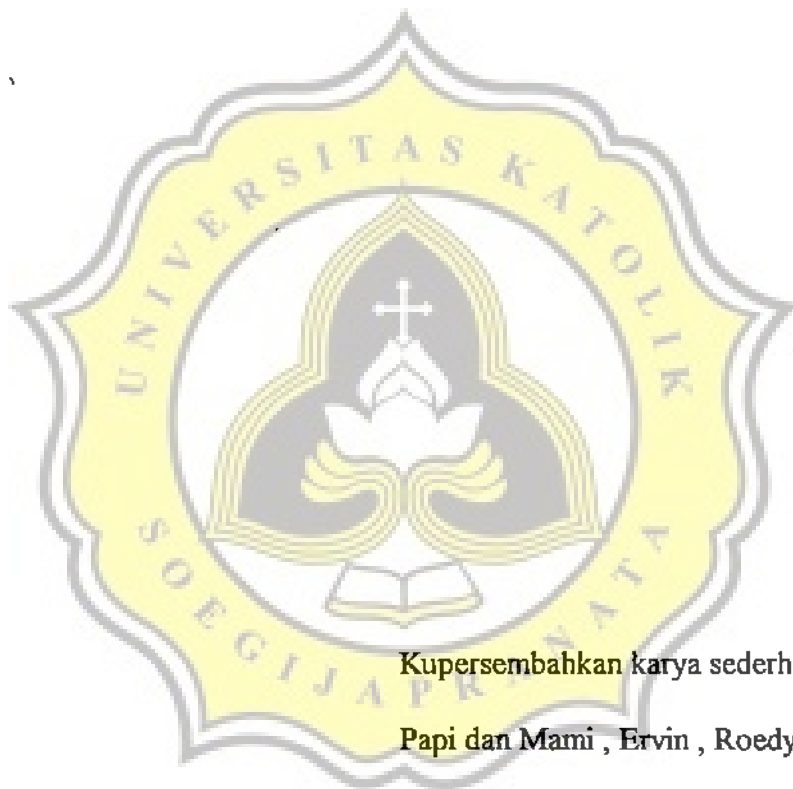 UNIVERSITAS KATOLIK
SOEGIJAPRANATA
Kupersembahkan karya sederh
Papi dan Mami , Ervin , Roedy